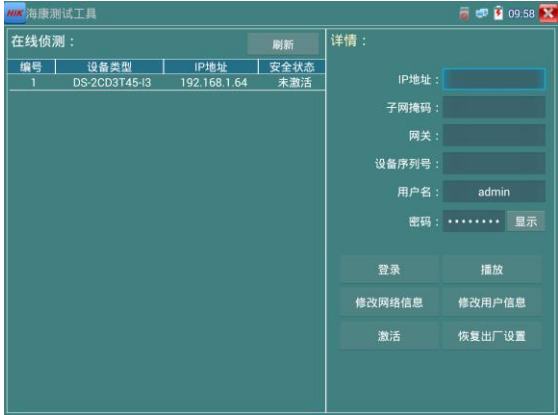 HIK 海康测试工具 09:58
在线侦测： 刷新
编号 设备类型 IP地址 安全状态
1 DS-2CD3T45-I3 192.168.1.64 未激活
详情：
IP地址：
子网掩码：
网关：
设备序列号：
用户名： admin
密码： •••••••• 显示
登录 播放
修改网络信息 修改用户信息
激活 恢复出厂设置